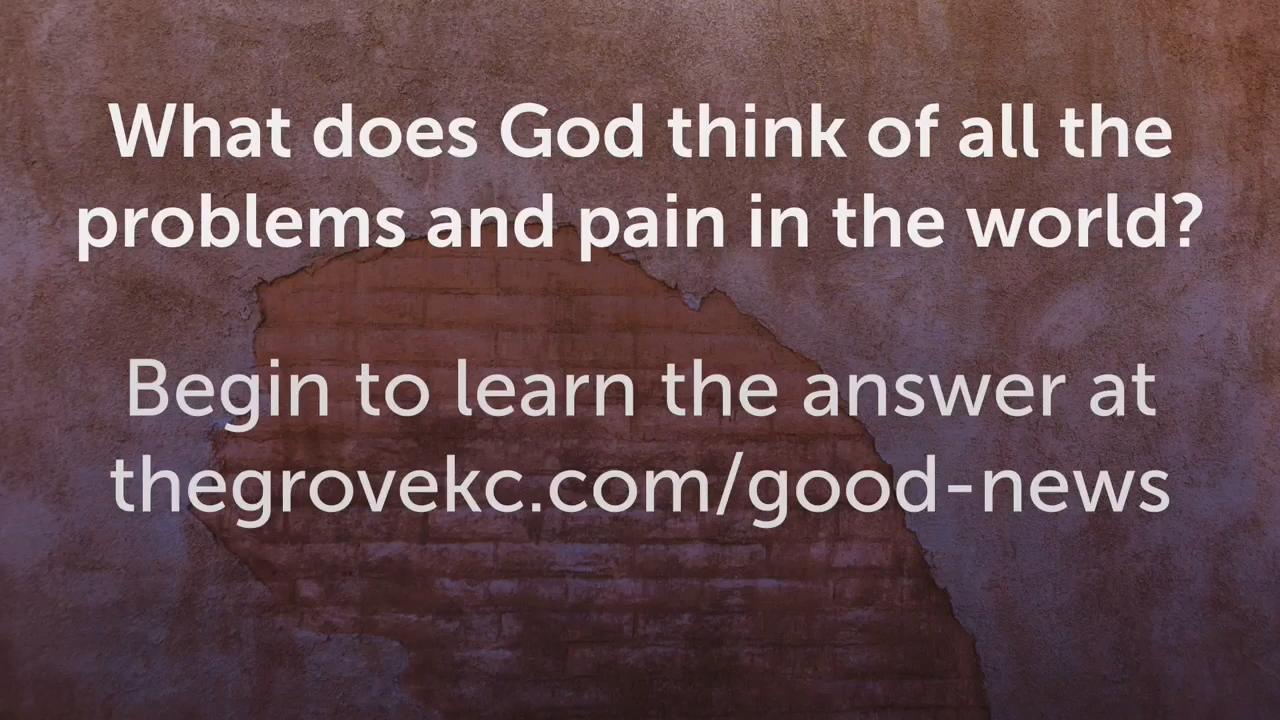 What does God think of all the
problems and pain in the world?
Begin to learn the answer at
thegrovekc.com/good-news